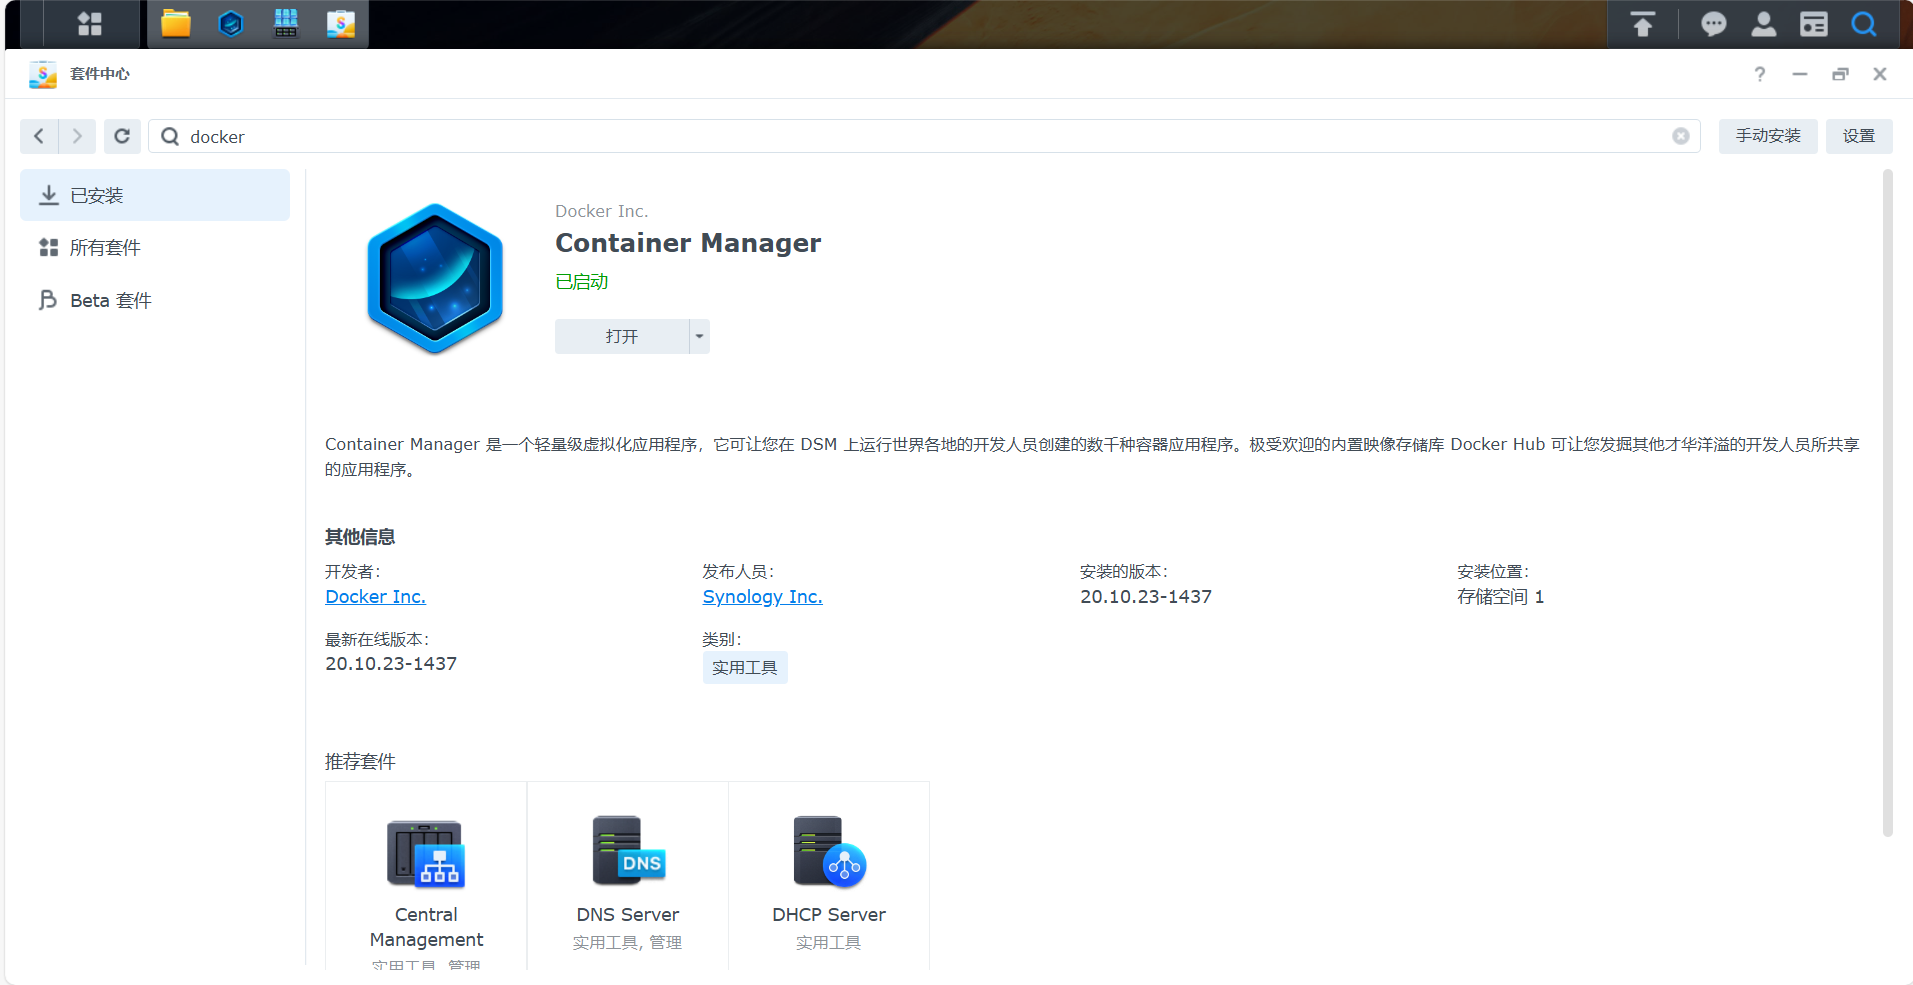 套件中心
docker
手动安装
设置
已安装
所有套件
Beta 套件
Docker Inc.
Container Manager
已启动
打开
Container Manager 是一个轻量级虚拟化应用程序，它可让您在 DSM 上运行世界各地的开发人员创建的数千种容器应用程序。极受欢迎的内置映像存储库 Docker Hub 可让您发掘其他才华洋溢的开发人员所共享
的应用程序。
其他信息
开发者：
Docker Inc.
发布人员：
Synology Inc.
安装的版本：
20.10.23-1437
安装位置：
存储空间 1
最新在线版本：
20.10.23-1437
类别：
实用工具
推荐套件
DNS
Central
Management
实用工具, 管理
DNS Server
实用工具, 管理
DHCP Server
实用工具